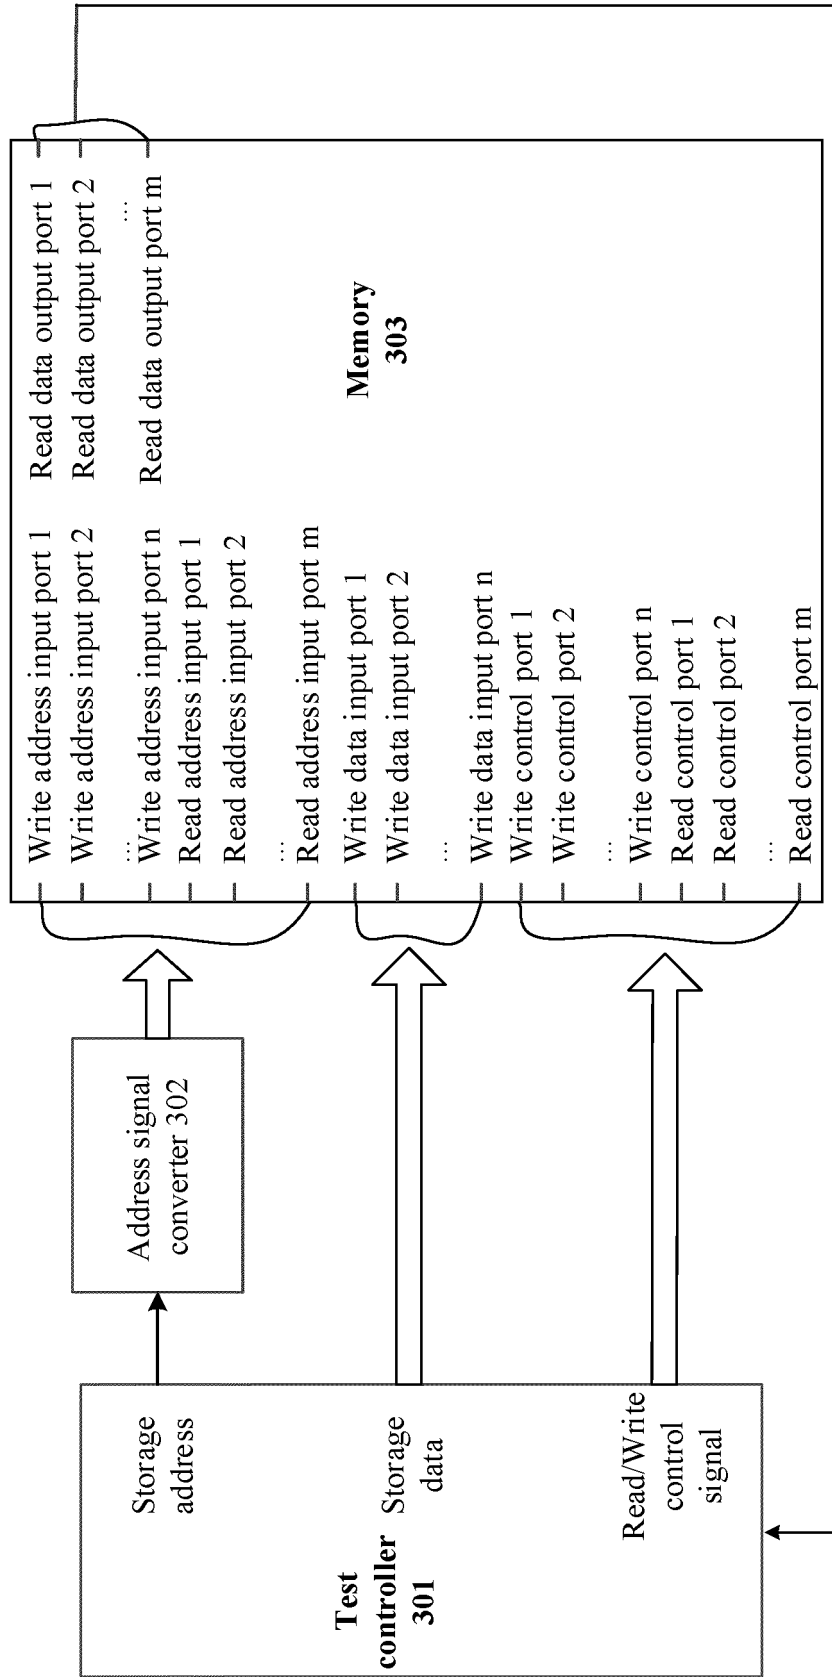 Test
controller
301
Storage
address
Storage
data
Read/Write
control
signal
Address signal
converter 302
Write address input port 1
Write address input port 2
...
Write address input port n
Read address input port 1
Read address input port 2
...
Read address input port m
Write data input port 1
Write data input port 2
...
Write data input port n
Write control port 1
Write control port 2
...
Write control port n
Read control port 1
Read control port 2
...
Read control port m
Memory
303
Read data output port 1
Read data output port 2
...
Read data output port m